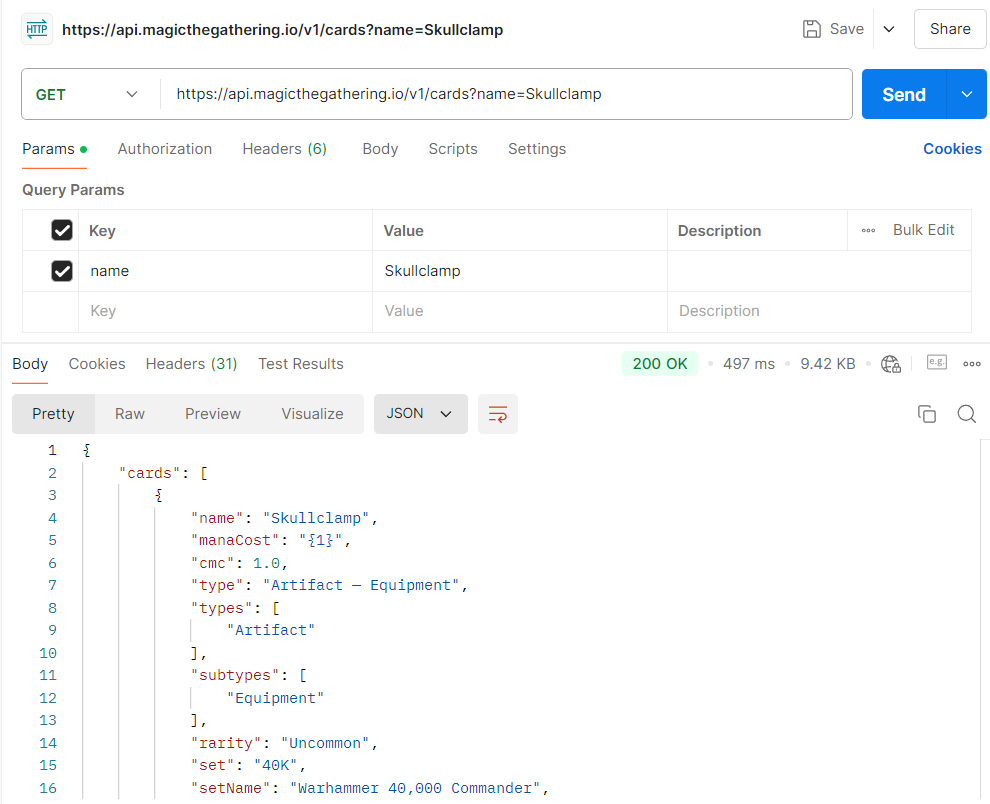 HTTP https://api.magicthegathering.io/v1/cards?name=Skullclamp Save Share
GET https://api.magicthegathering.io/v1/cards?name=Skullclamp Send
Params Authorization Headers (6) Body Scripts Settings Cookies
Query Params
Key Value Description Bulk Edit
name Skullclamp
Key Value Description
Body Cookies Headers (31) Test Results 200 OK 497 ms 9.42 KB e.g.
Pretty Raw Preview Visualize JSON
1 {
2 "cards": [
3 {
4 "name": "Skullclamp",
5 "manaCost": "{1}",
6 "cmc": 1.0,
7 "type": "Artifact — Equipment",
8 "types": [
9 "Artifact"
10 ],
11 "subtypes": [
12 "Equipment"
13 ],
14 "rarity": "Uncommon",
15 "set": "40K",
16 "setName": "Warhammer 40,000 Commander",